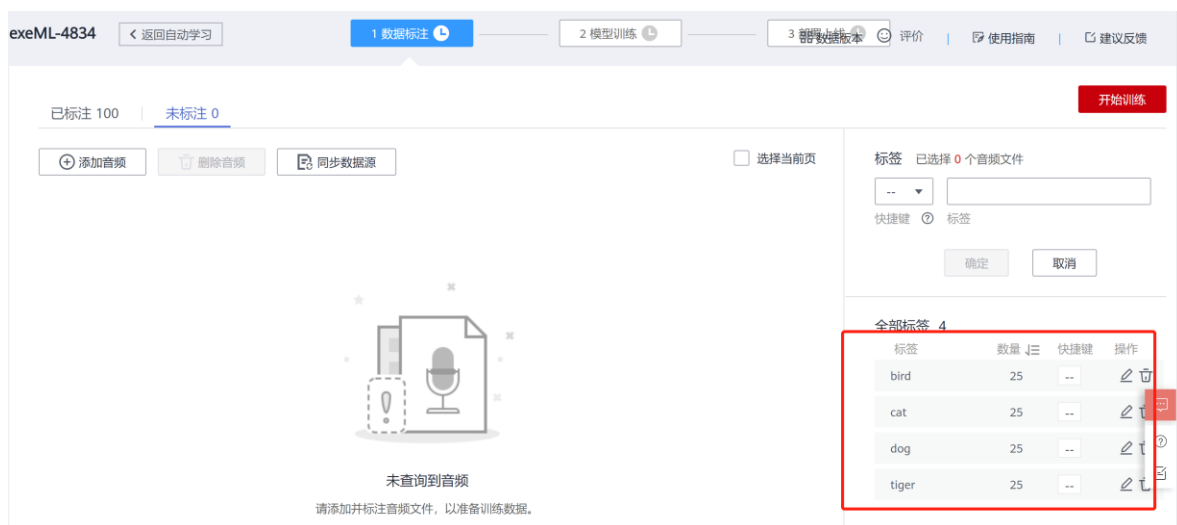 exeML-4834 返回自动学习 1 数据标注 2 模型训练 3 数据版本 评价 使用指南 建议反馈
已标注 100 未标注 0 开始训练
添加音频 删除音频 同步数据源 选择当前页
标签 已选择 0 个音频文件
--
快捷键 标签
确定 取消
全部标签 4
标签 数量 快捷键 操作
bird 25 --
cat 25 --
dog 25 --
tiger 25 --
未查询到音频
请添加并标注音频文件，以准备训练数据。